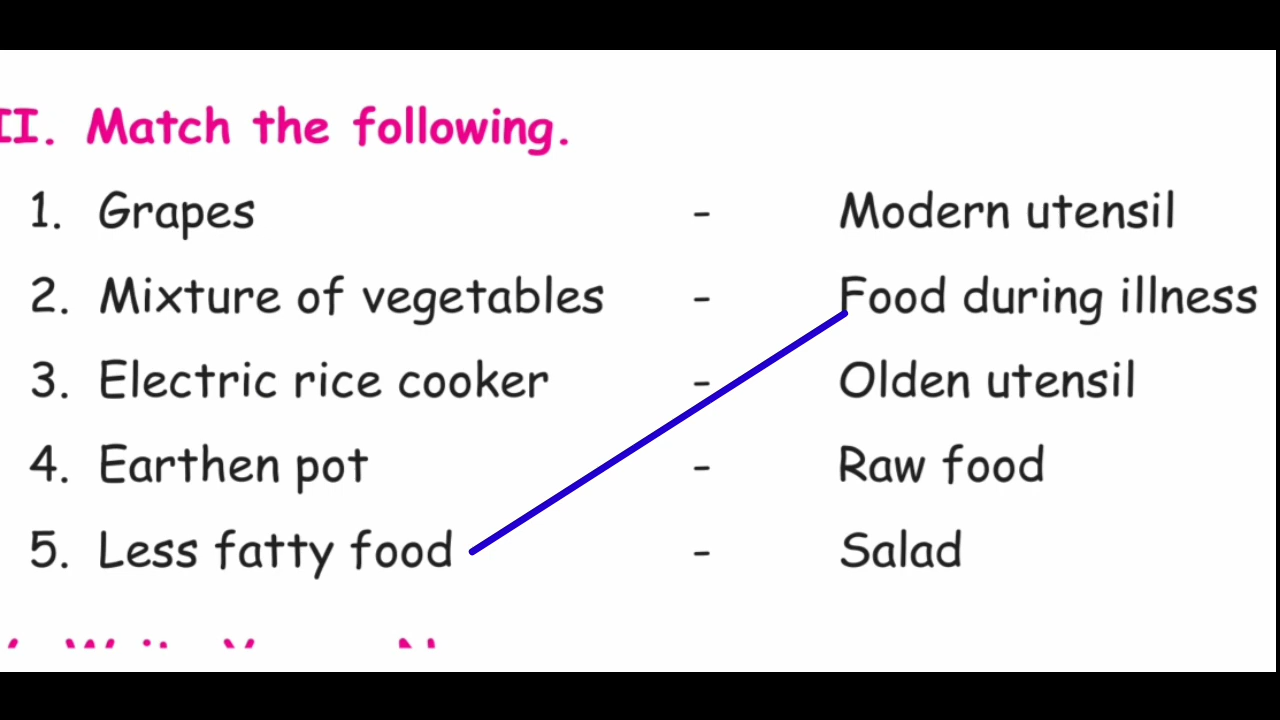 II. Match the following.
1. Grapes - Modern utensil
2. Mixture of vegetables - Food during illness
3. Electric rice cooker - Olden utensil
4. Earthen pot - Raw food
5. Less fatty food - Salad